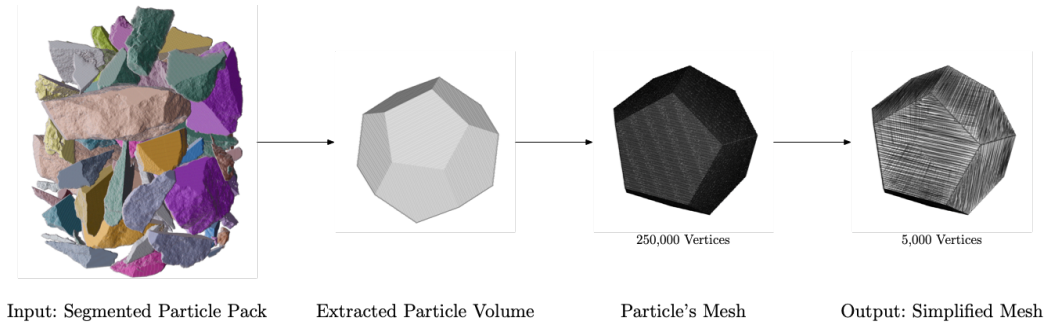 250,000 Vertices
5,000 Vertices
Input: Segmented Particle Pack
Extracted Particle Volume
Particle's Mesh
Output: Simplified Mesh